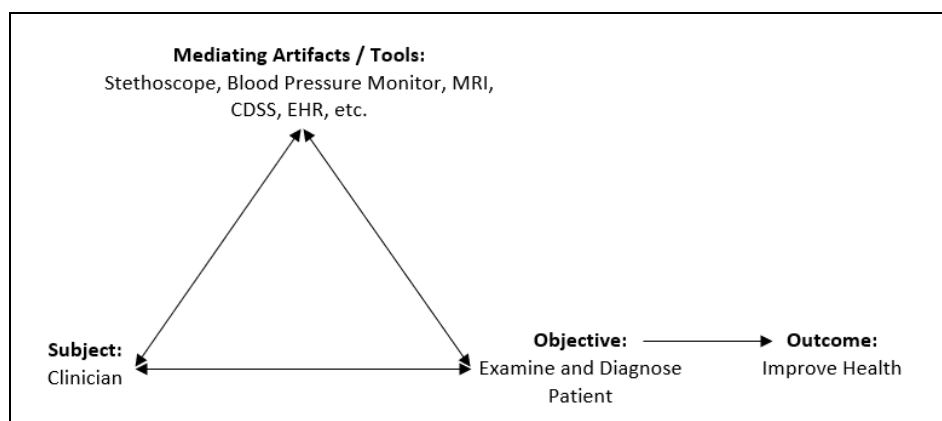 Mediating Artifacts / Tools:
Stethoscope, Blood Pressure Monitor, MRI,
CDSS, EHR, etc.
Subject:
Clinician
Objective:
Examine and Diagnose
Patient
Outcome:
Improve Health